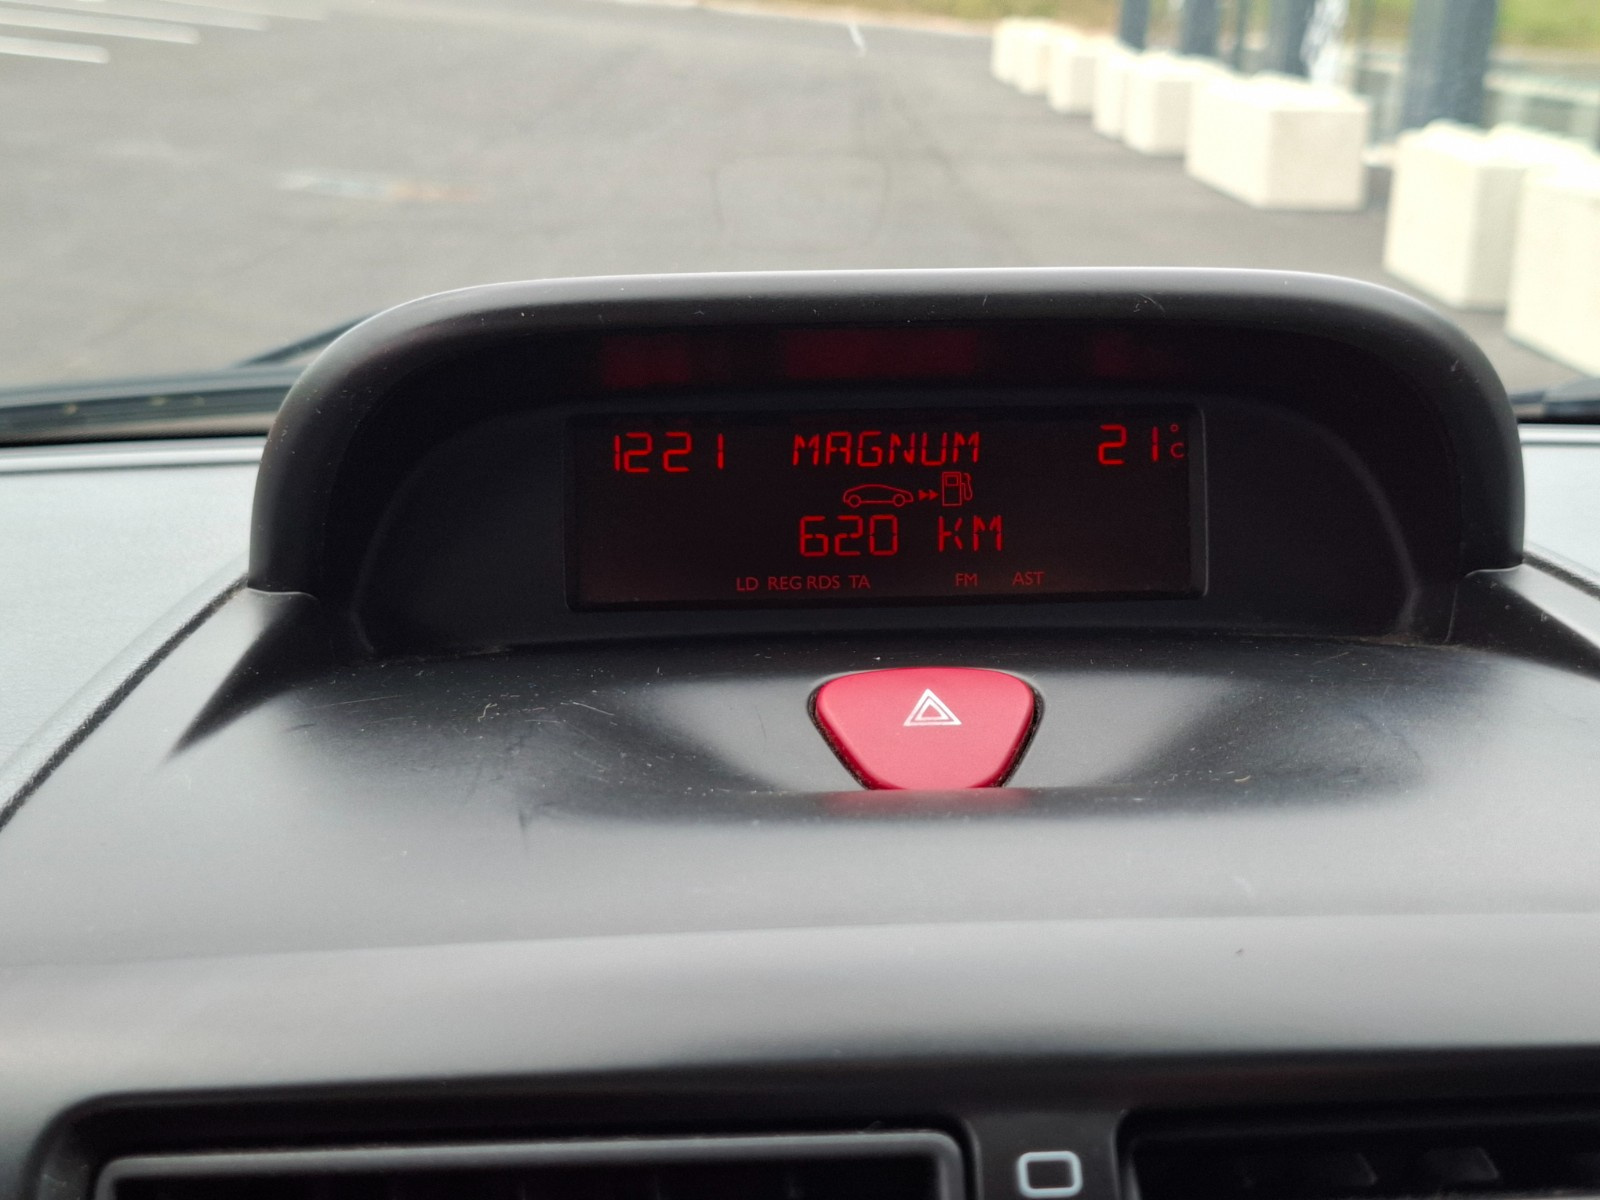 1221 MAGNUM 21°C
620 KM
LD REG RDS TA FM AST